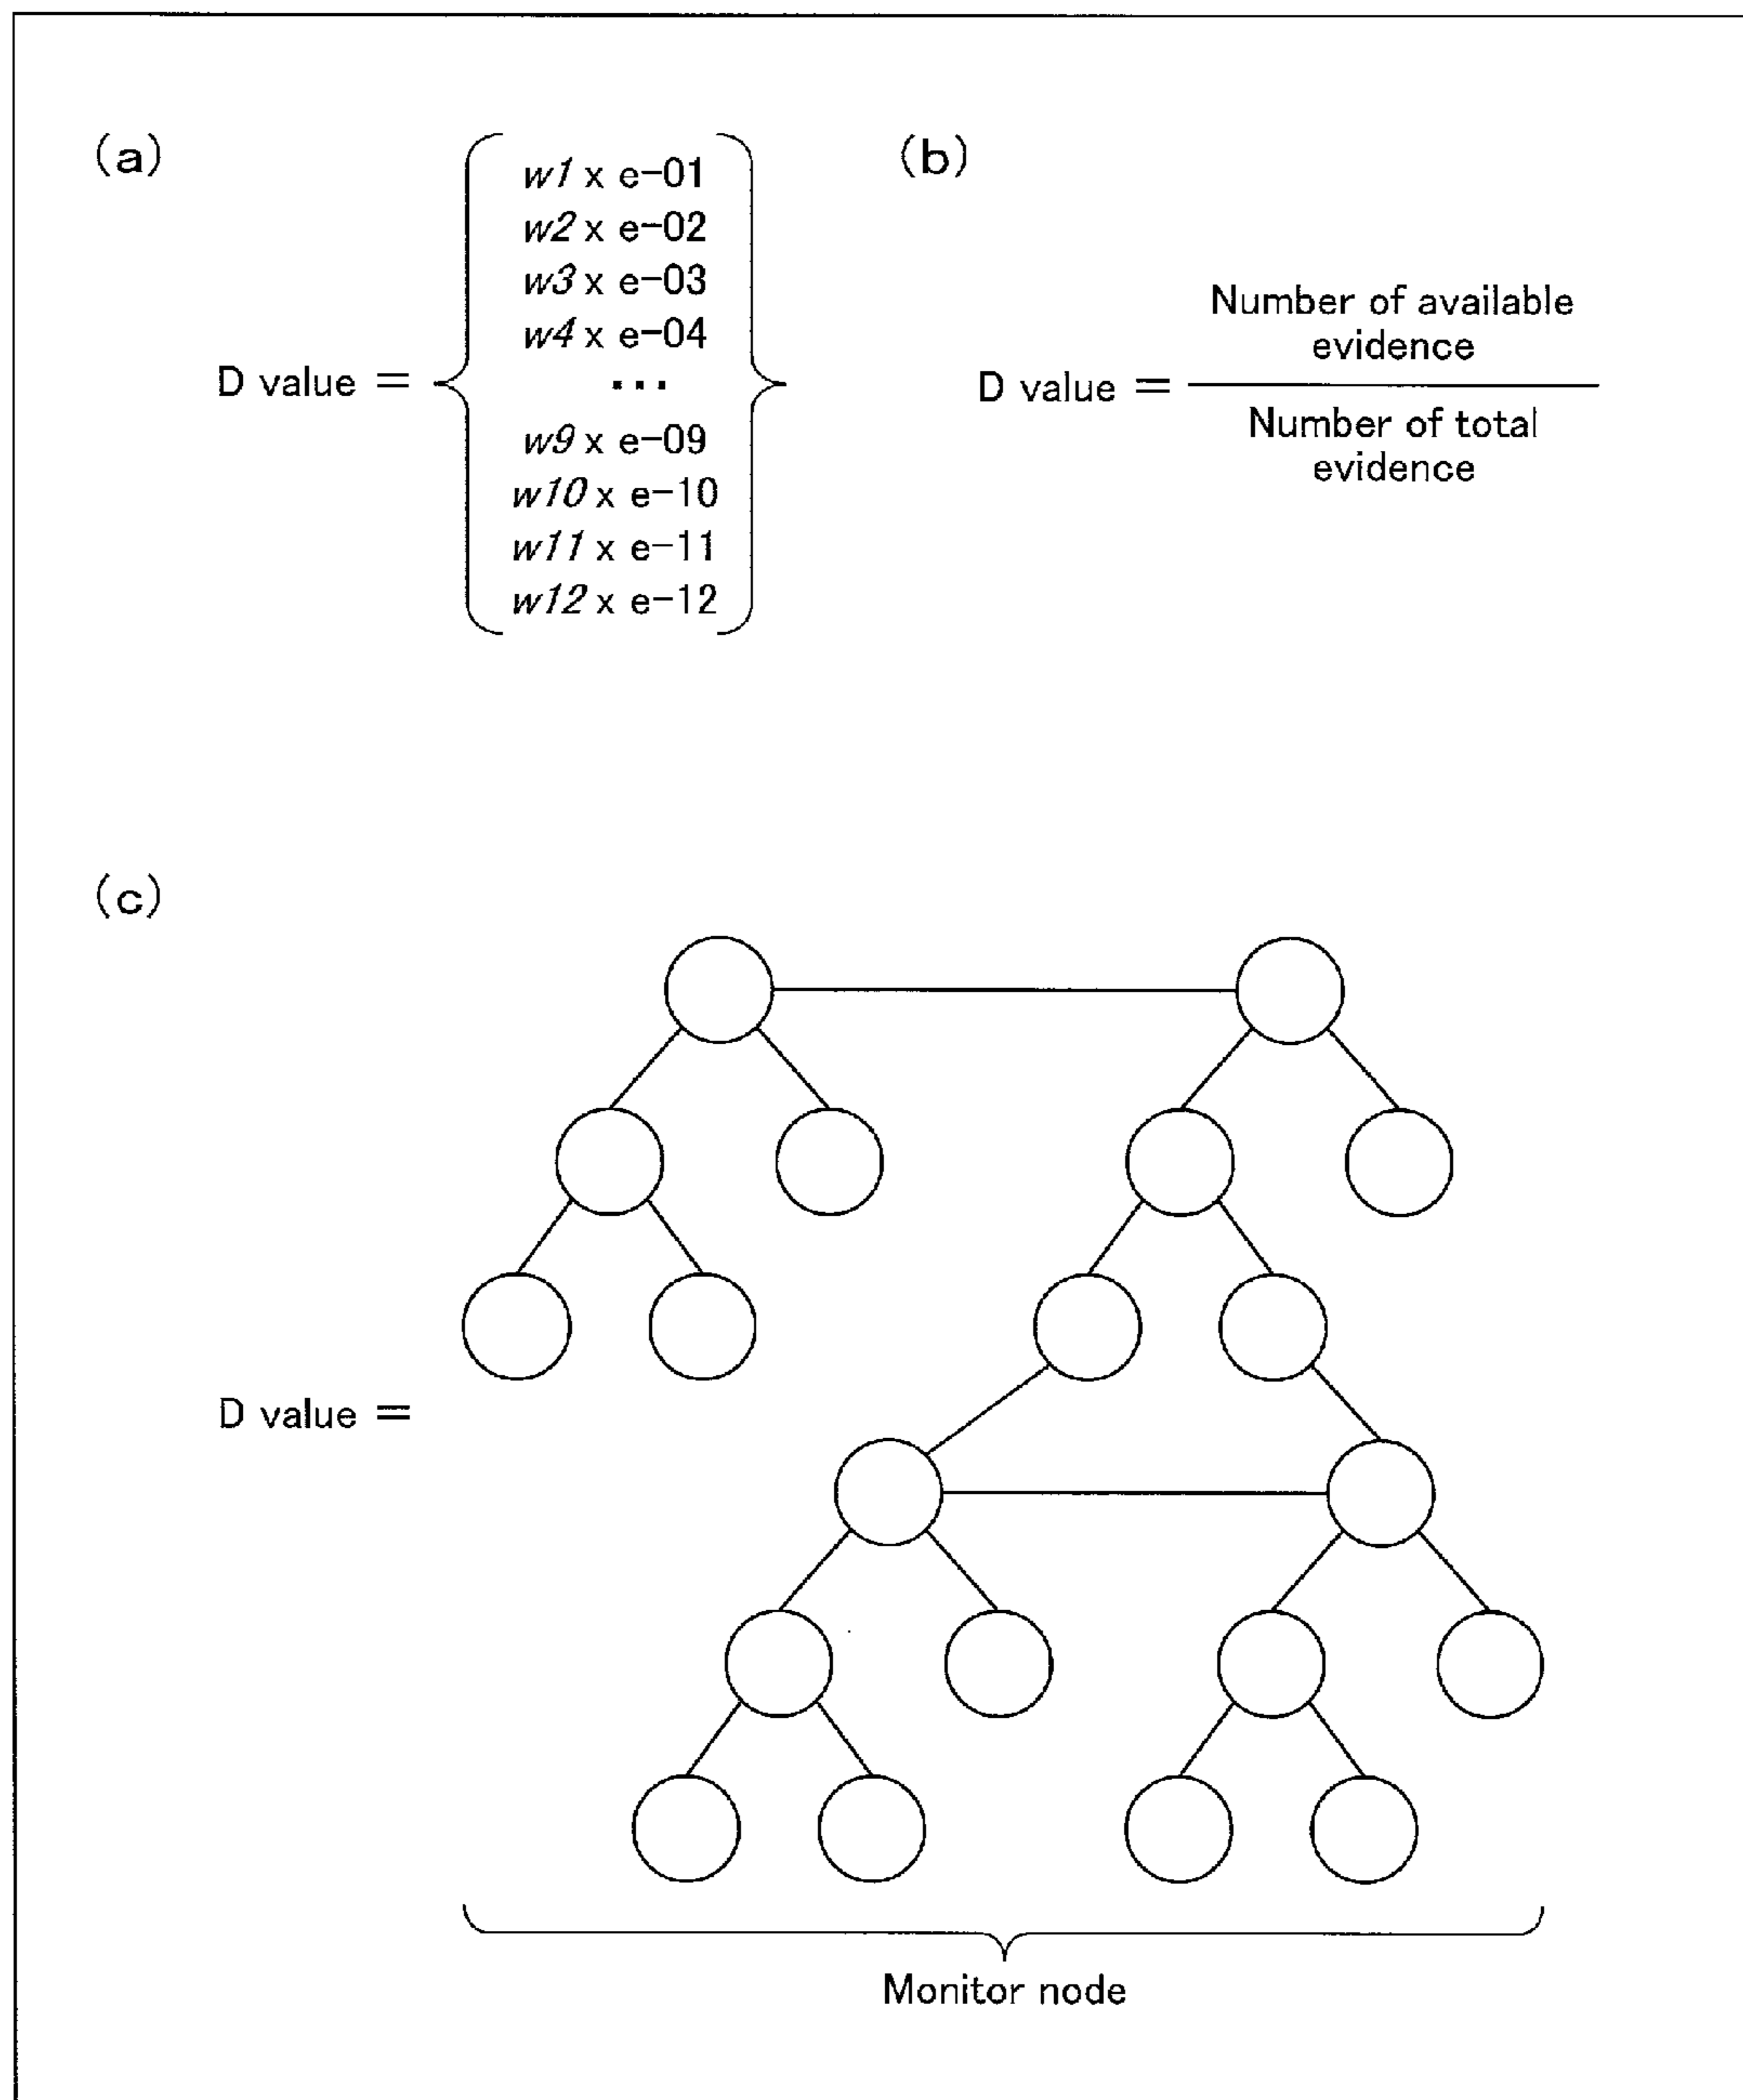 (a)
D value =
w1 x e-01
w2 x e-02
w3 x e-03
w4 x e-04
...
w9 x e-09
w10 x e-10
w11 x e-11
w12 x e-12
(b)
D value =
Number of available
evidence
Number of total
evidence
(c)
D value =
Monitor node